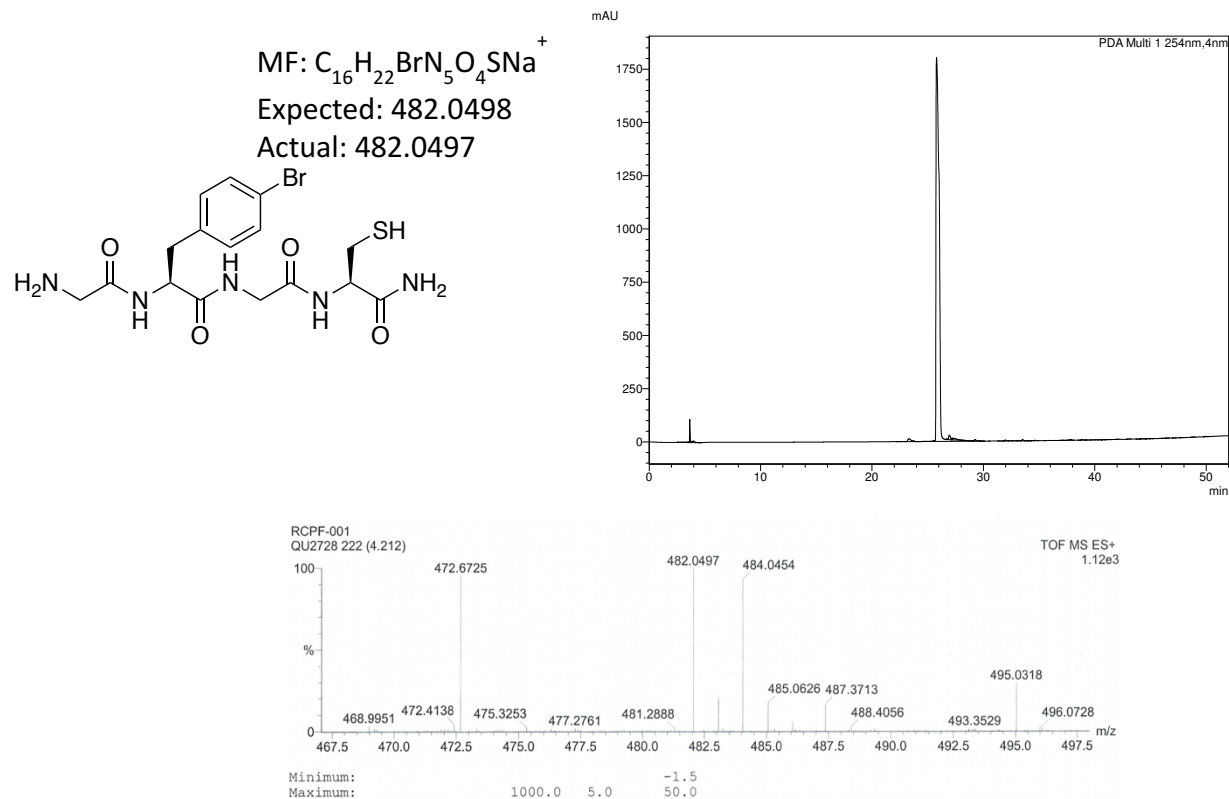 MF: C16H22BrN5O4SNa+
Expected: 482.0498
Actual: 482.0497
Br
SH
O
O
H
N
H2N
N
H
O
N
H
NH2
O
mAU
PDA Multi 1 254nm,4nm
1750
1500
1250
1000
750
500
250
0
0 10 20 30 40 50
min
RCPF-001
QU2728 222 (4.212)
TOF MS ES+
1.12e3
100
%
0
472.6725
482.0497
484.0454
495.0318
468.9951
472.4138
475.3253
477.2761
481.2888
485.0626
487.3713
488.4056
493.3529
496.0728
m/z
467.5 470.0 472.5 475.0 477.5 480.0 482.5 485.0 487.5 490.0 492.5 495.0 497.5
Minimum: -1.5
Maximum: 1000.0 5.0 50.0